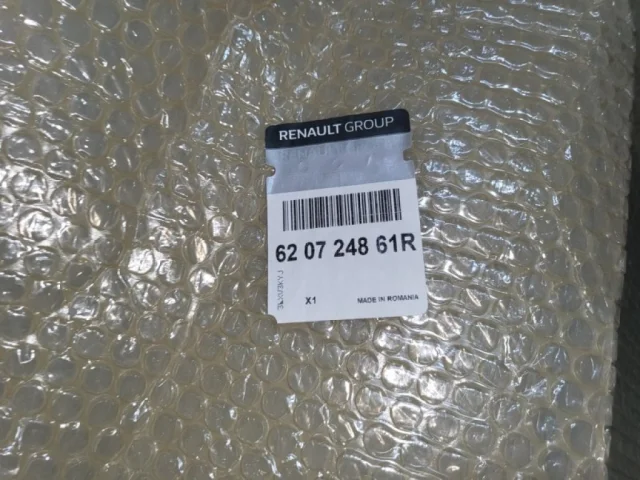 RENAULT GROUP
62 07 248 61R
X1
MADE IN ROMANIA